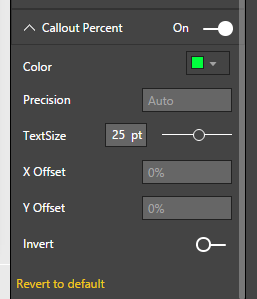 Callout Percent On
Color
Precision Auto
TextSize 25 pt
X Offset 0%
Y Offset 0%
Invert
Revert to default